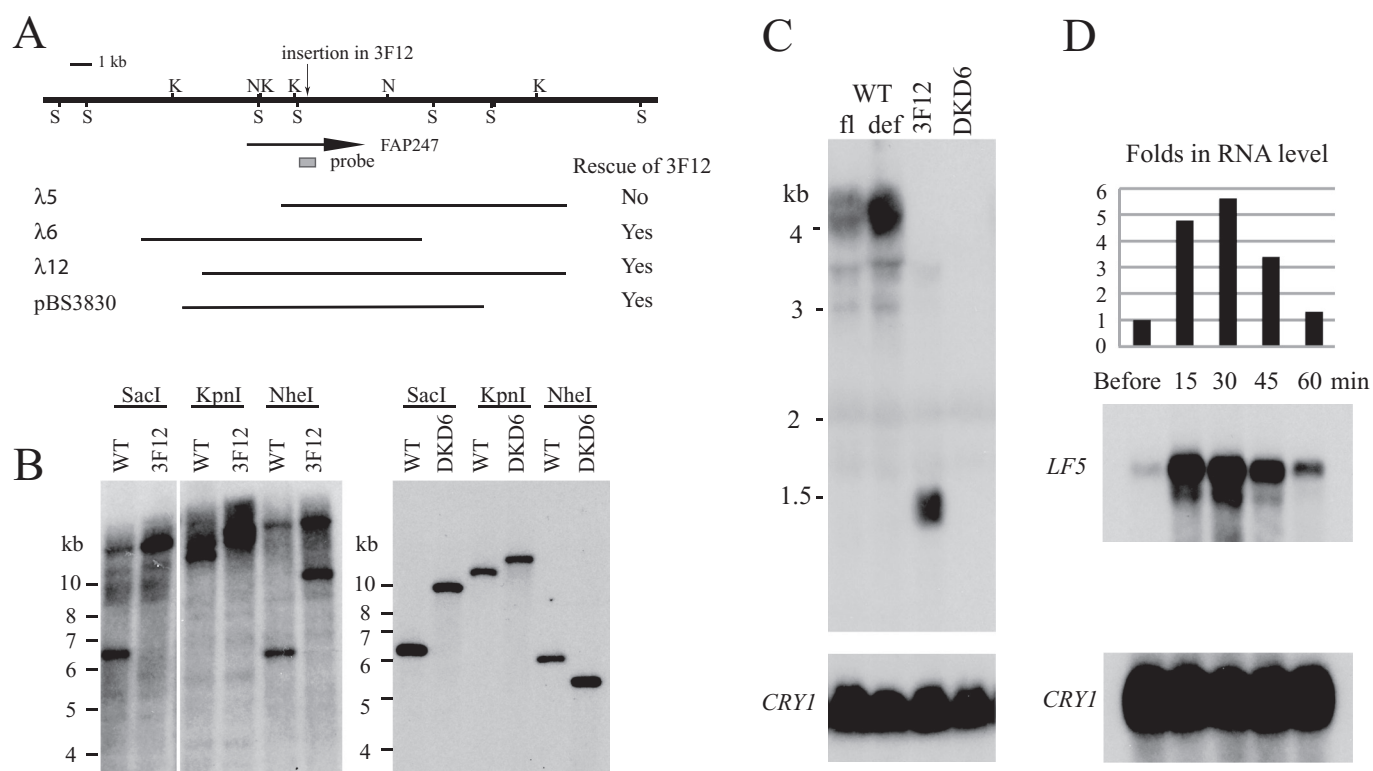 A
1 kb
insertion in 3F12
K NK K N K
S S S S S S S
FAP247
probe
Rescue of 3F12
λ5 No
λ6 Yes
λ12 Yes
pBS3830 Yes
B
SacI KpnI NheI
WT 3F12 WT 3F12 WT 3F12
kb
10
8
7
6
5
4
SacI KpnI NheI
WT DKD6 WT DKD6 WT DKD6
kb
10
8
7
6
5
4
C
WT
fl def 3F12 DKD6
kb
4
3
2
1.5
CRY1
D
Folds in RNA level
6
5
4
3
2
1
0
Before 15 30 45 60 min
LF5
CRY1